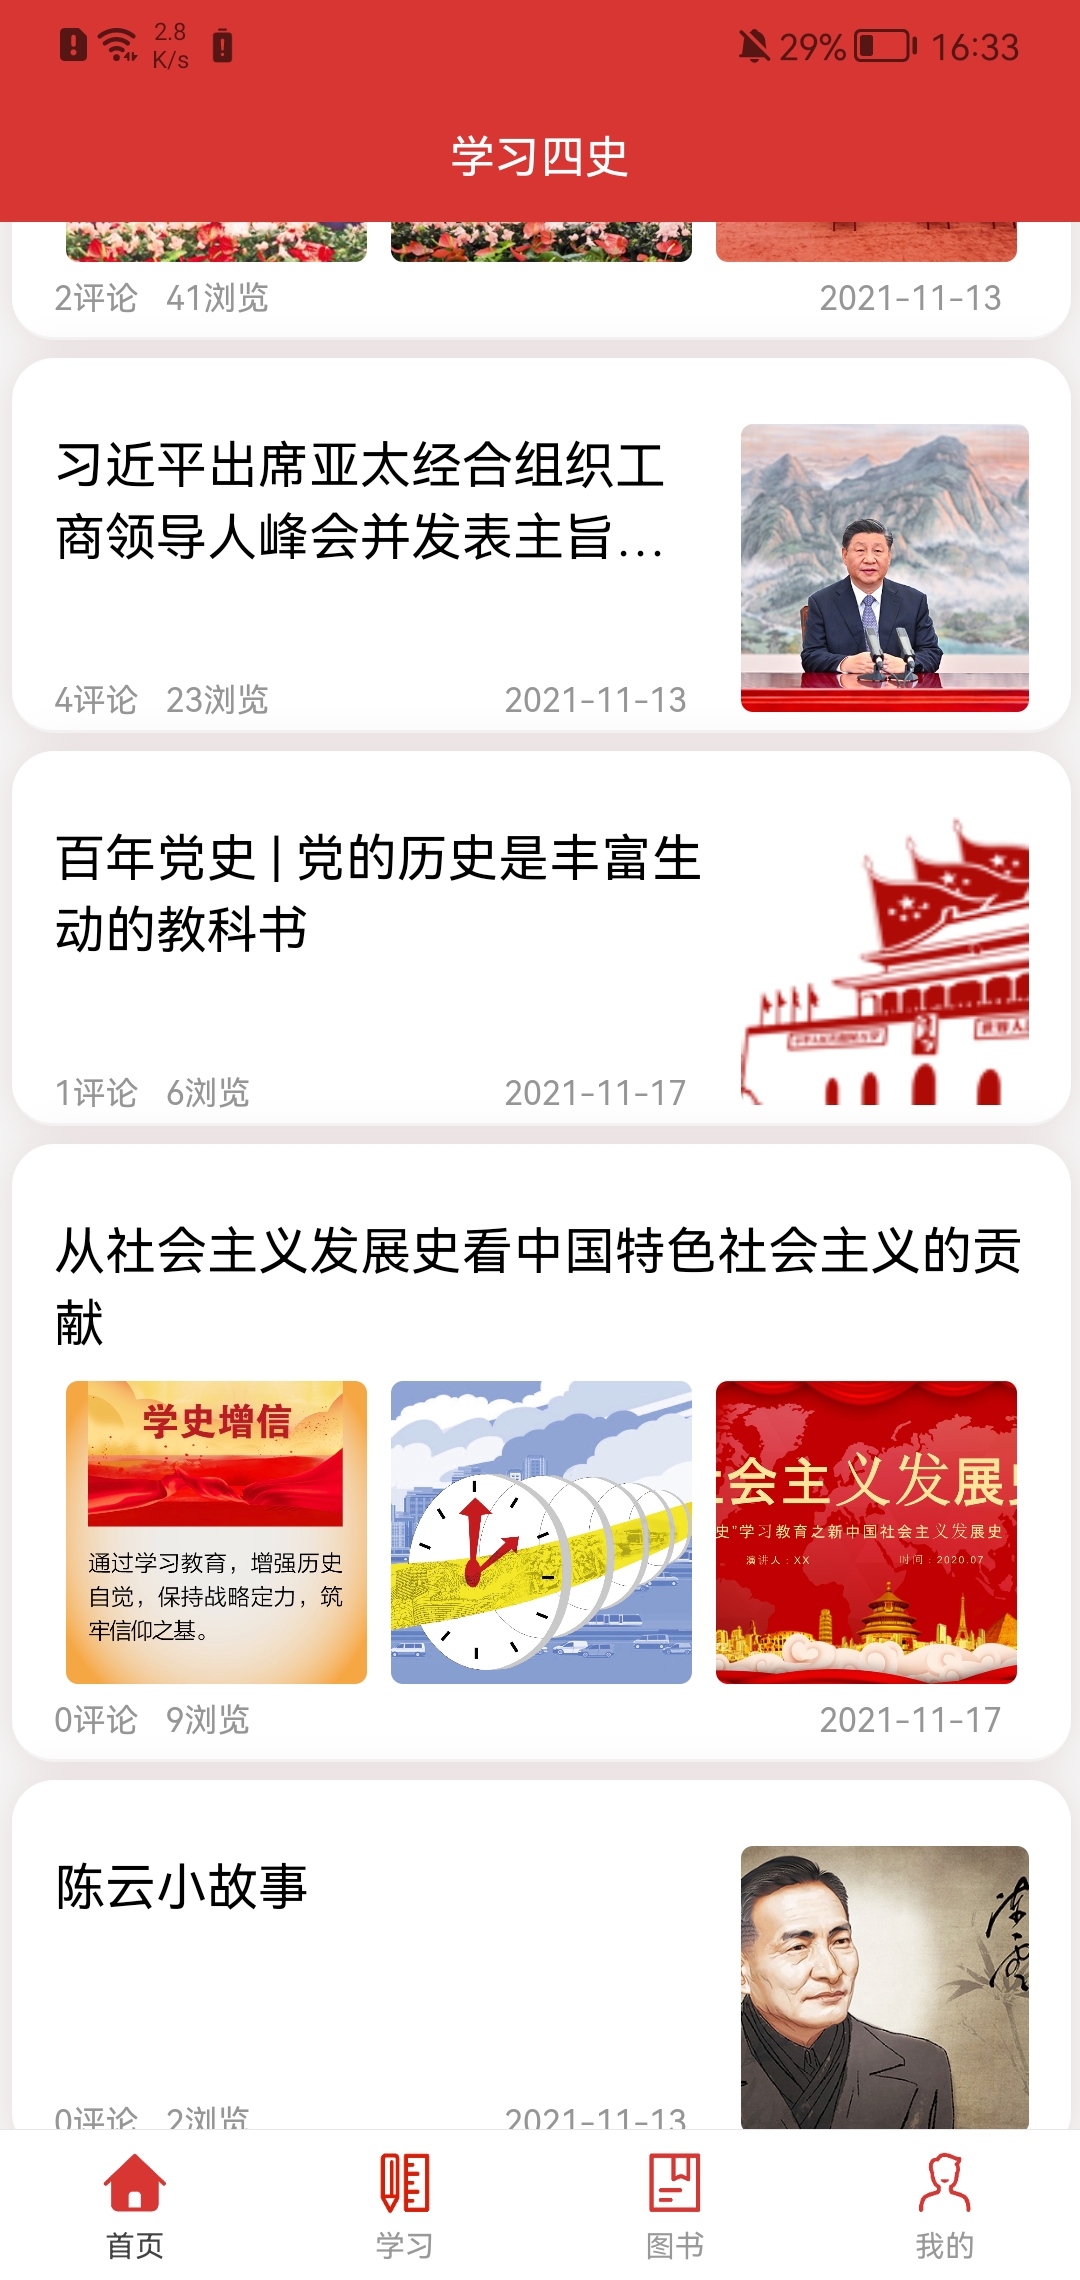 2.8
K/s
29%
16:33
学习四史
2评论 41浏览 2021-11-13
习近平出席亚太经合组织工
商领导人峰会并发表主旨...
4评论 23浏览 2021-11-13
百年党史 | 党的历史是丰富生
动的教科书
1评论 6浏览 2021-11-17
从社会主义发展史看中国特色社会主义的贡
献
学史增信
通过学习教育，增强历史
自觉，保持战略定力，筑
牢信仰之基。
会主义发展
史”学习教育之新中国社会主义发展史
演讲人：XX 时间：2020.07
0评论 9浏览 2021-11-17
陈云小故事
0评论 2浏览 2021-11-13
首页 学习 图书 我的